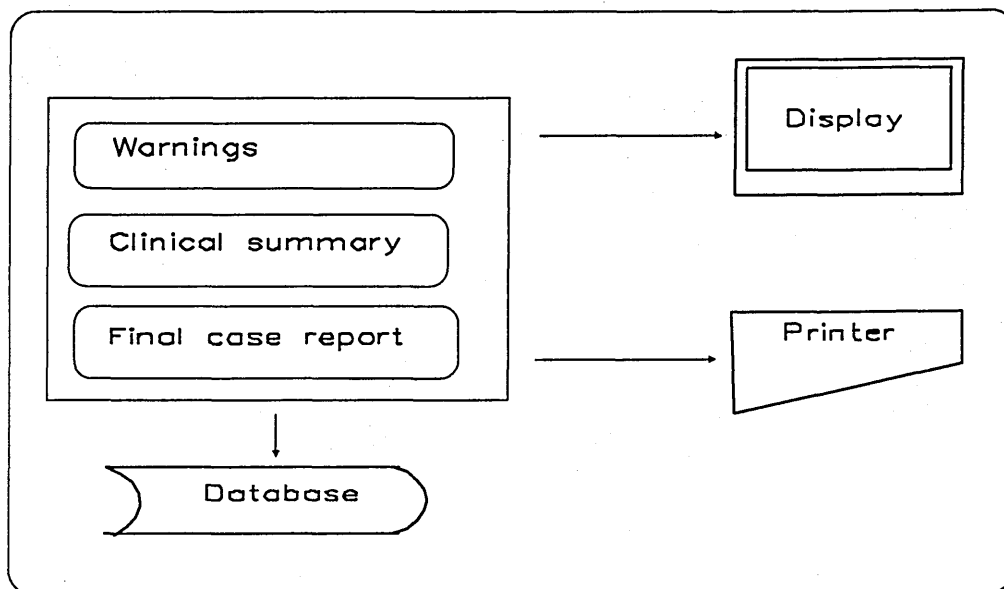 Warnings
Clinical summary
Final case report
Display
Printer
Database